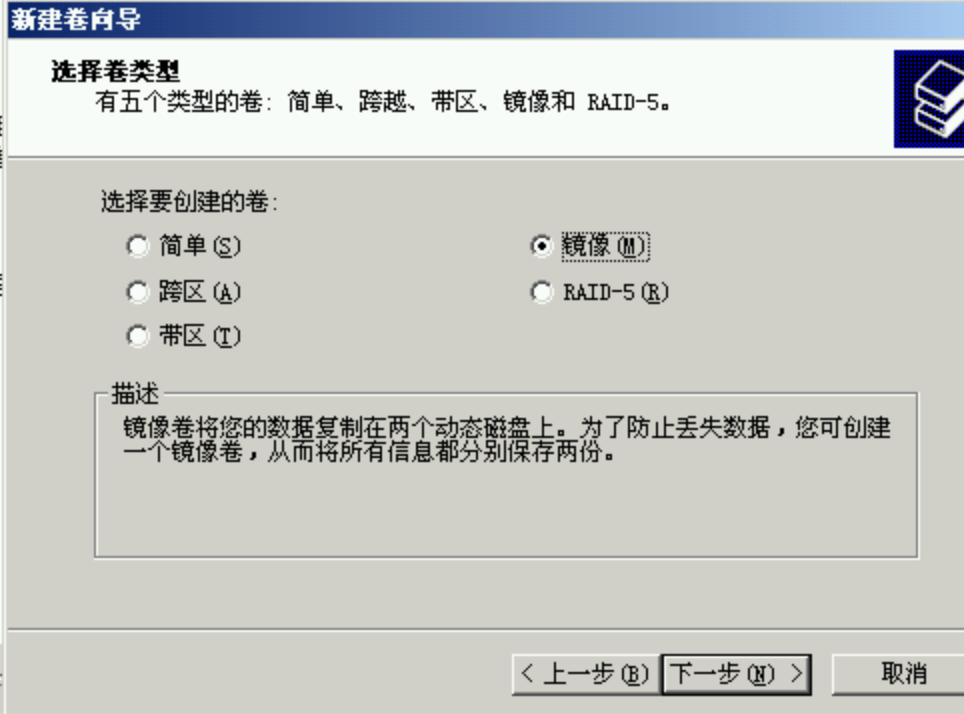 新建卷向导
选择卷类型
有五个类型的卷: 简单、跨越、带区、镜像和 RAID-5。
选择要创建的卷:
简单(S)
镜像(M)
跨区(A)
RAID-5(R)
带区(T)
描述
镜像卷将您的数据复制在两个动态磁盘上。为了防止丢失数据，您可创建
一个镜像卷，从而将所有信息都分别保存两份。
< 上一步(B) 下一步(N) > 取消